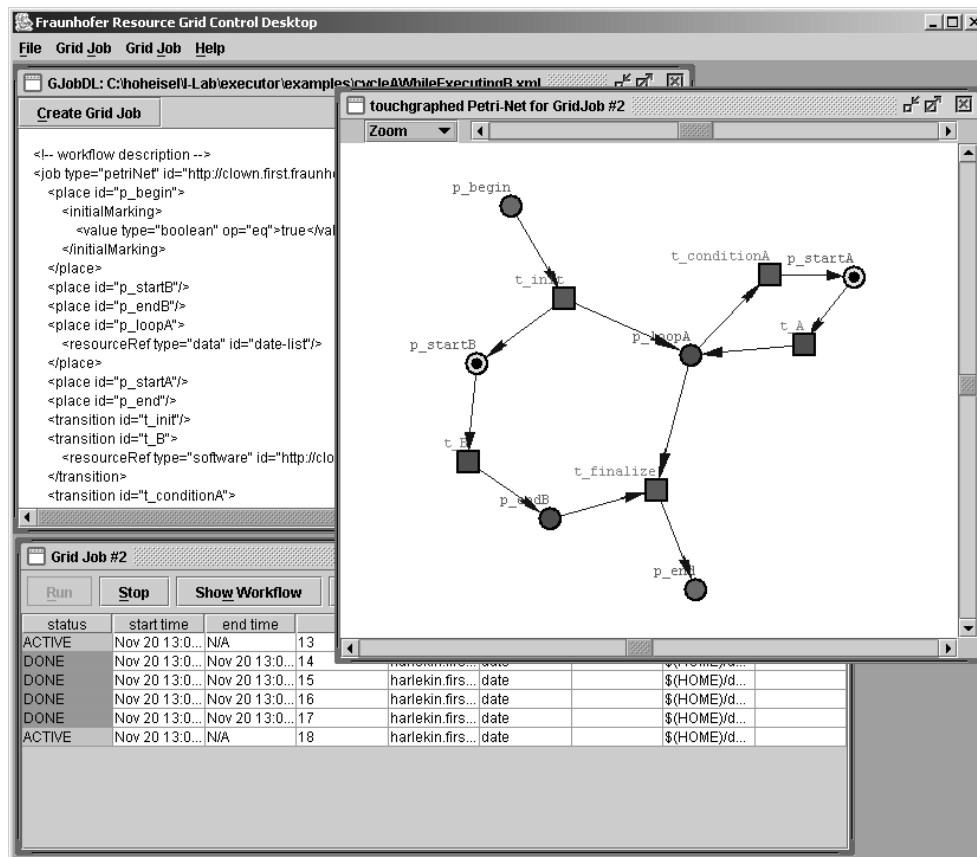 Fraunhofer Resource Grid Control Desktop
File Grid Job Grid Job Help
GJobDL: C:\hoheisel\I-Lab\executor\examples\cycleAWhileExecutingB.xml
Create Grid Job
<!-- workflow description -->
<job type="petriNet" id="http://clown.first.fraunho
<place id="p_begin">
<initialMarking>
<value type="boolean" op="eq">true</val
</initialMarking>
</place>
<place id="p_startB"/>
<place id="p_endB"/>
<place id="p_loopA">
<resourceRef type="data" id="date-list"/>
</place>
<place id="p_startA"/>
<place id="p_end"/>
<transition id="t_init"/>
<transition id="t_B">
<resourceRef type="software" id="http://clo
</transition>
<transition id="t_conditionA">
touchgraphed Petri-Net for GridJob #2
Zoom
p_begin
t_conditionA p_startA
t_init
t_A
p_startB p_loopA
t_B
t_finalize
p_endB
p_end
Grid Job #2
Run Stop Show Workflow
status start time end time
ACTIVE Nov 20 13:0... N/A 13
DONE Nov 20 13:0... Nov 20 13:0... 14 harlekin.firs... date $(HOME)/d...
DONE Nov 20 13:0... Nov 20 13:0... 15 harlekin.firs... date $(HOME)/d...
DONE Nov 20 13:0... Nov 20 13:0... 16 harlekin.firs... date $(HOME)/d...
DONE Nov 20 13:0... Nov 20 13:0... 17 harlekin.firs... date $(HOME)/d...
ACTIVE Nov 20 13:0... N/A 18 harlekin.firs... date $(HOME)/d...